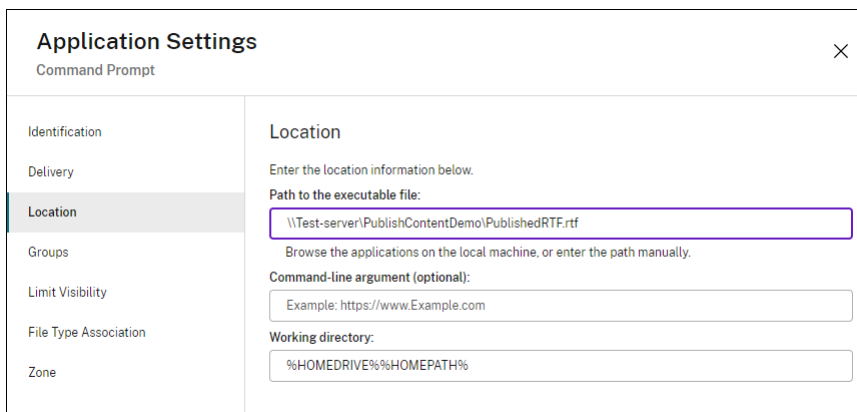 Application Settings
Command Prompt
Identification
Delivery
Location
Groups
Limit Visibility
File Type Association
Zone
Location
Enter the location information below.
Path to the executable file:
\\Test-server\PublishContentDemo\PublishedRTF.rtf
Browse the applications on the local machine, or enter the path manually.
Command-line argument (optional):
Example: https://www.Example.com
Working directory:
%HOMEDRIVE%%HOMEPATH%